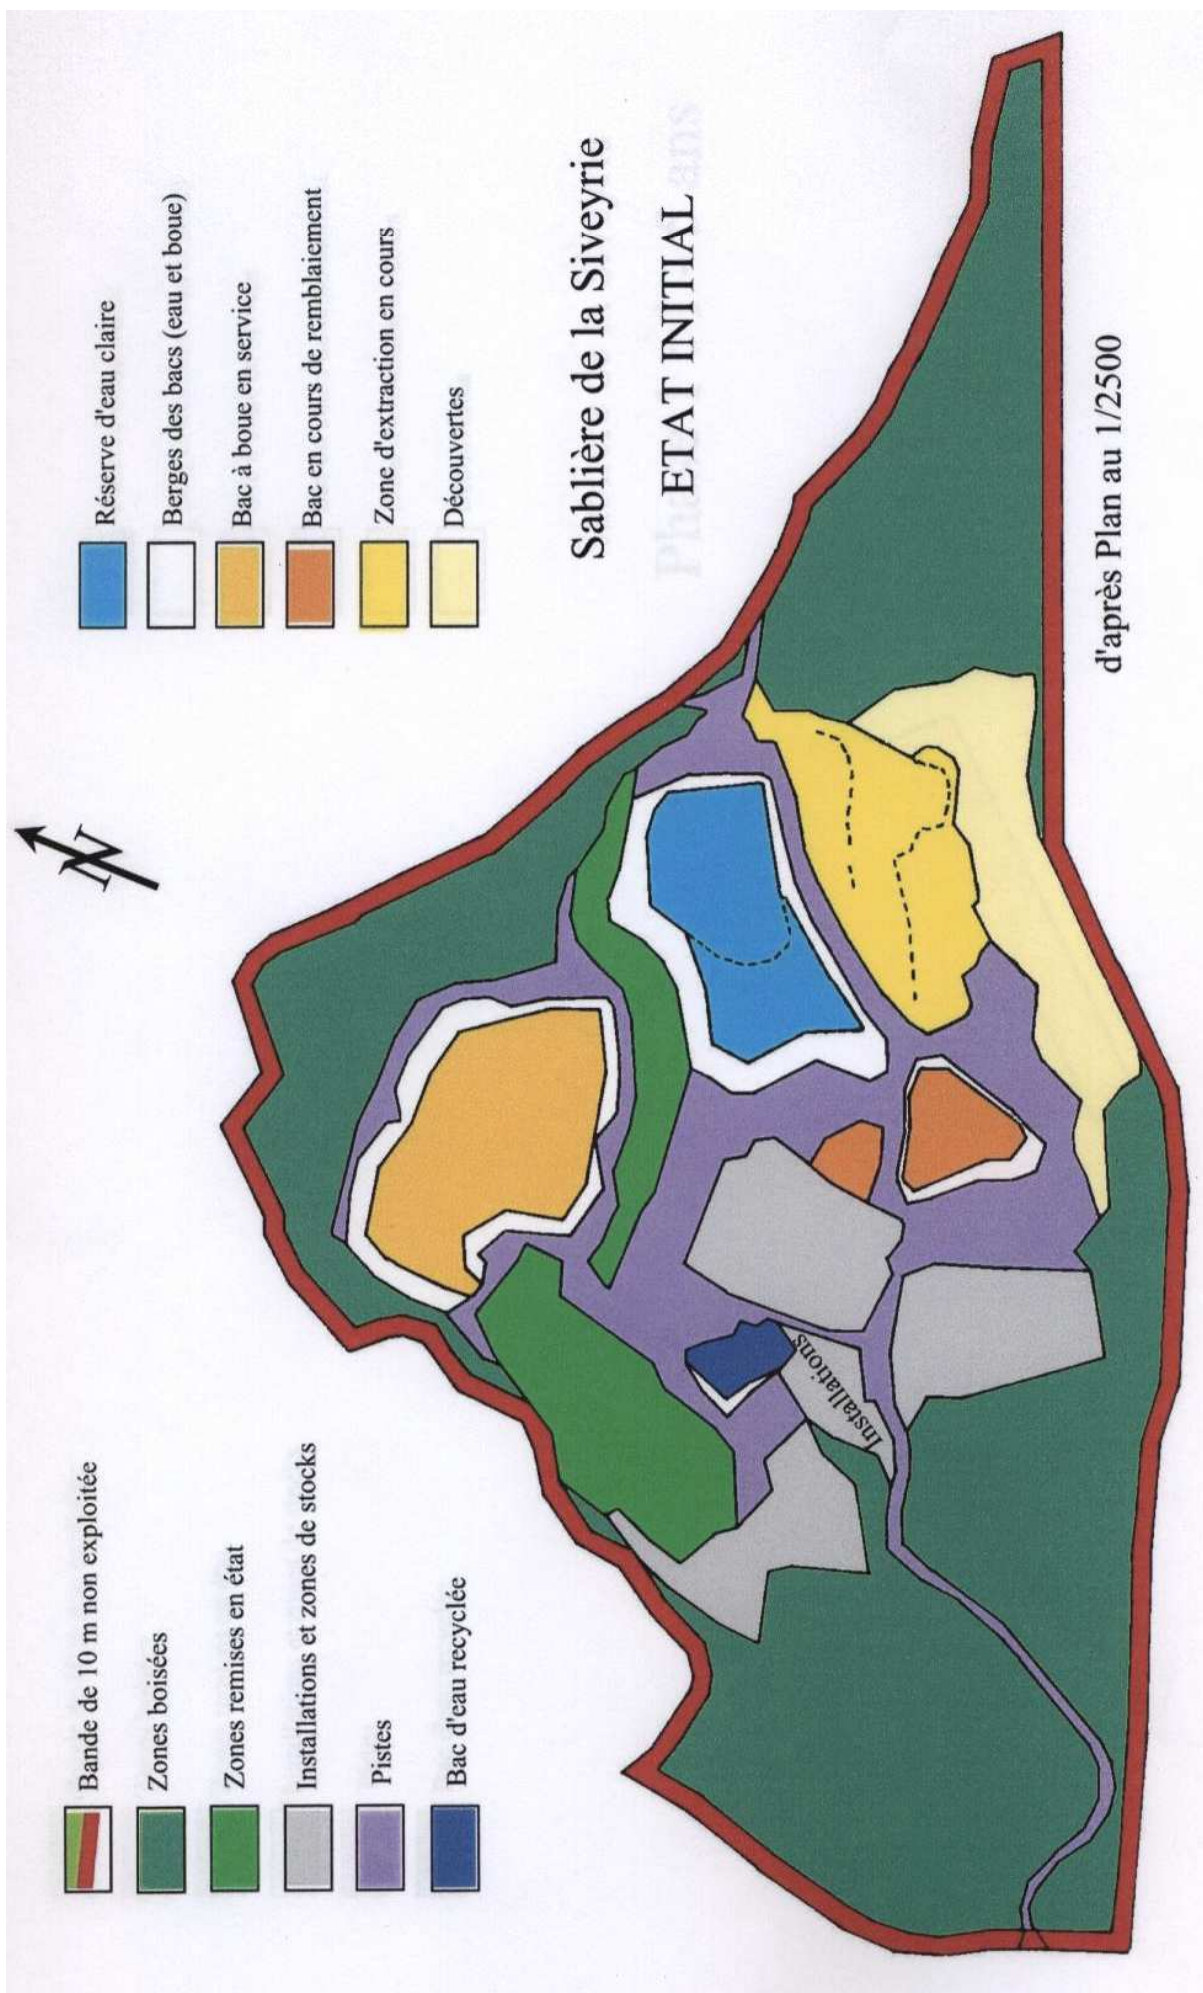 Bande de 10 m non exploitée
Zones boisées
Zones remises en état
Installations et zones de stocks
Pistes
Bac d'eau recyclée
Réserve d'eau claire
Berges des bacs (eau et boue)
Bac à boue en service
Bac en cours de remblaiement
Zone d'extraction en cours
Découvertes
N
Sablière de la Siveyrie
ETAT INITIAL
Installations
d'après Plan au 1/2500